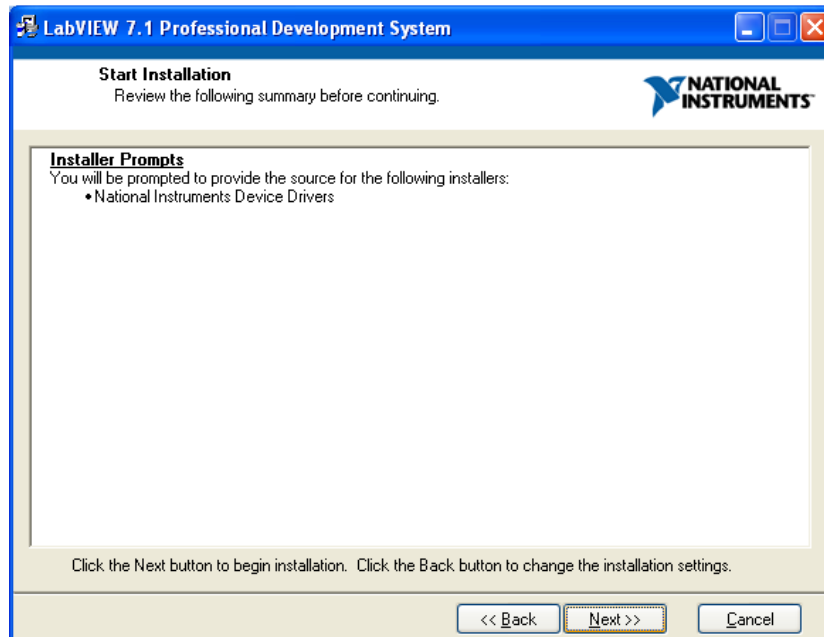 LabVIEW 7.1 Professional Development System
Start Installation
Review the following summary before continuing.
NATIONAL
INSTRUMENTS™
Installer Prompts
You will be prompted to provide the source for the following installers:
• National Instruments Device Drivers
Click the Next button to begin installation. Click the Back button to change the installation settings.
<< Back
Next >>
Cancel